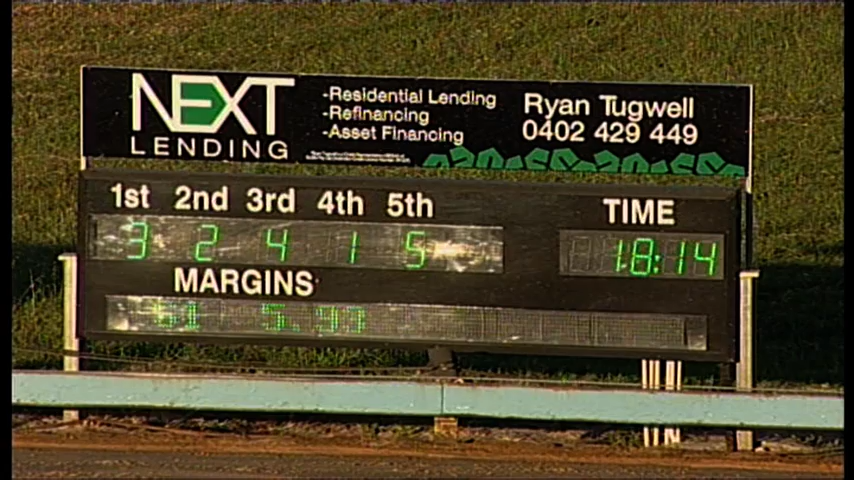 NEXT
LENDING
-Residential Lending
-Refinancing
-Asset Financing
Ryan Tugwell
0402 429 449
1st 2nd 3rd 4th 5th
3 2 4 1 5
TIME
18:14
MARGINS